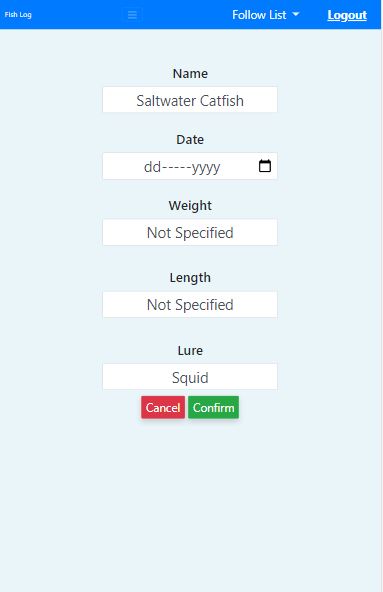 Fish Log
Follow List
Logout
Name
Saltwater Catfish
Date
dd-----yyyy
Weight
Not Specified
Length
Not Specified
Lure
Squid
Cancel Confirm